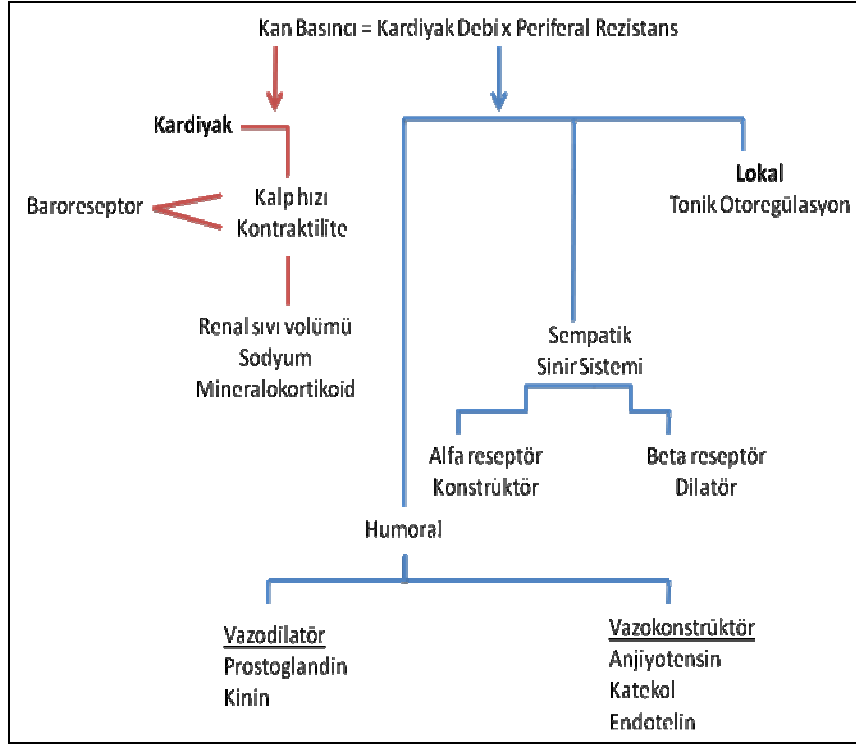 Kan Basıncı = Kardiyak Debi x Periferal Rezistans
Kardiyak
Baroreseptor
Kalp hızı
Kontraktilite
Renal sıvı volümü
Sodyum
Mineralokortikoid
Lokal
Tonik Otoregülasyon
Sempatik
Sinir Sistemi
Alfa reseptör
Konstrüktör
Beta reseptör
Dilatör
Humoral
Vazodilatör
Prostoglandin
Kinin
Vazokonstrüktör
Anjiyotensin
Katekol
Endotelin